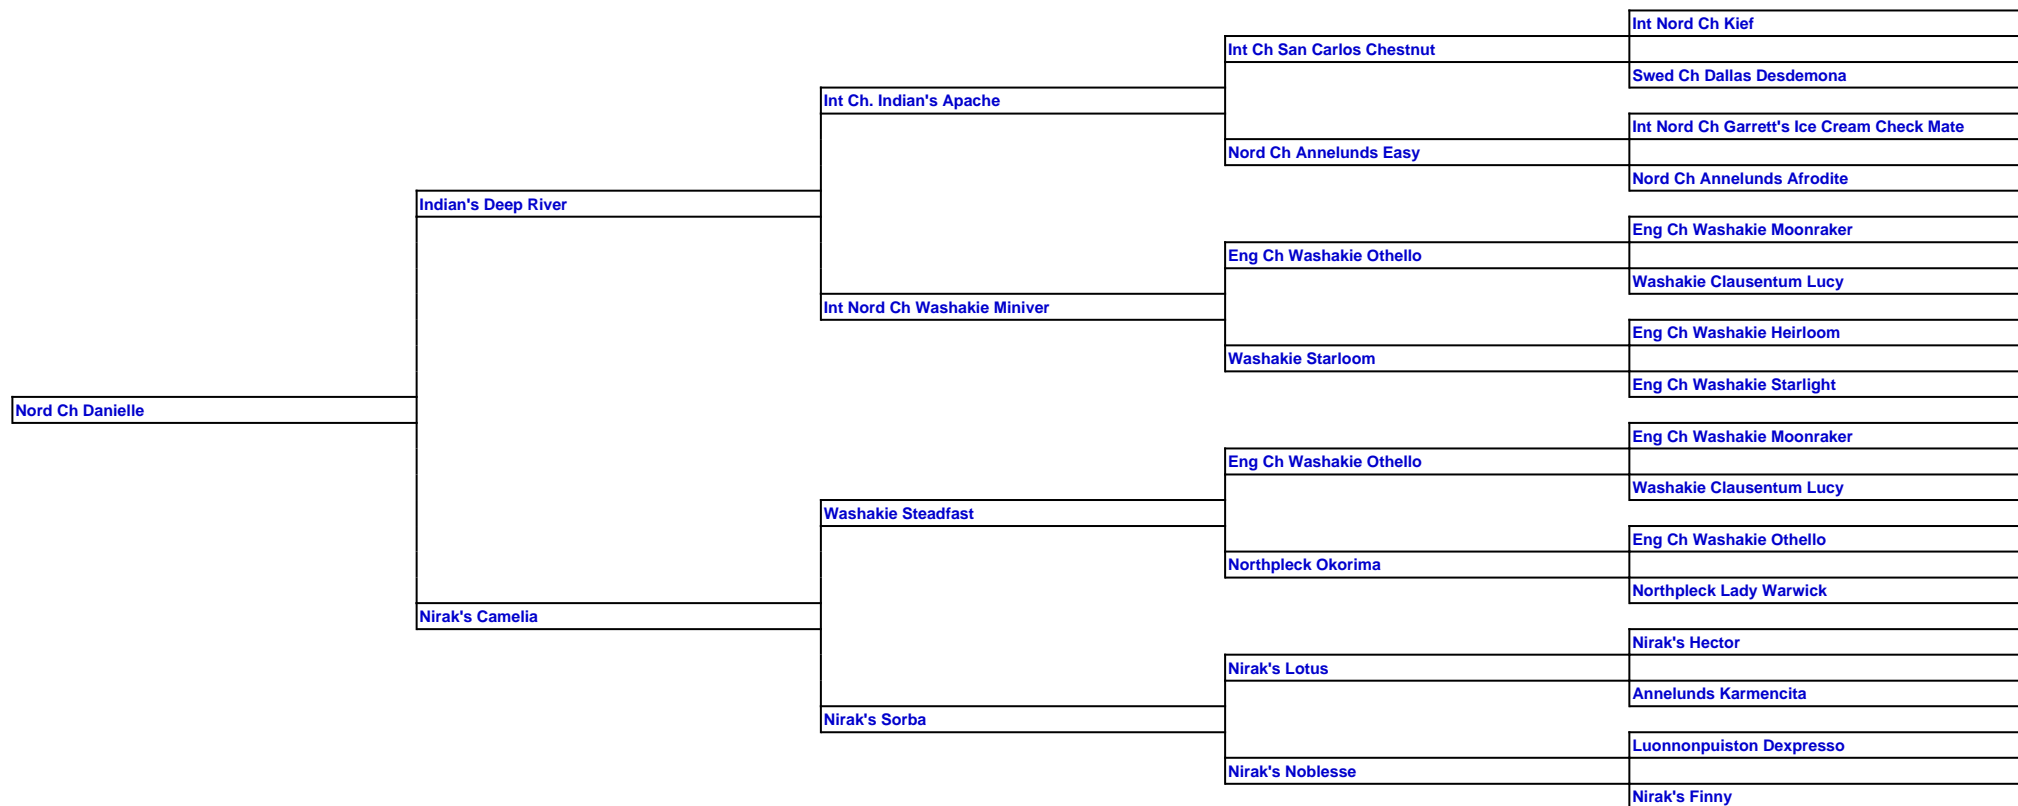 Int Nord Ch Kief
Int Ch San Carlos Chestnut
Swed Ch Dallas Desdemona
Int Ch. Indian's Apache
Int Nord Ch Garrett's Ice Cream Check Mate
Nord Ch Annelunds Easy
Nord Ch Annelunds Afrodite
Indian's Deep River
Eng Ch Washakie Moonraker
Eng Ch Washakie Othello
Washakie Clausentum Lucy
Int Nord Ch Washakie Miniver
Eng Ch Washakie Heirloom
Washakie Starloom
Eng Ch Washakie Starlight
Nord Ch Danielle
Eng Ch Washakie Moonraker
Eng Ch Washakie Othello
Washakie Clausentum Lucy
Washakie Steadfast
Eng Ch Washakie Othello
Northpleck Okorima
Northpleck Lady Warwick
Nirak's Camelia
Nirak's Hector
Nirak's Lotus
Annelunds Karmencita
Nirak's Sorba
Luonnonpuiston Dexpresso
Nirak's Noblesse
Nirak's Finny